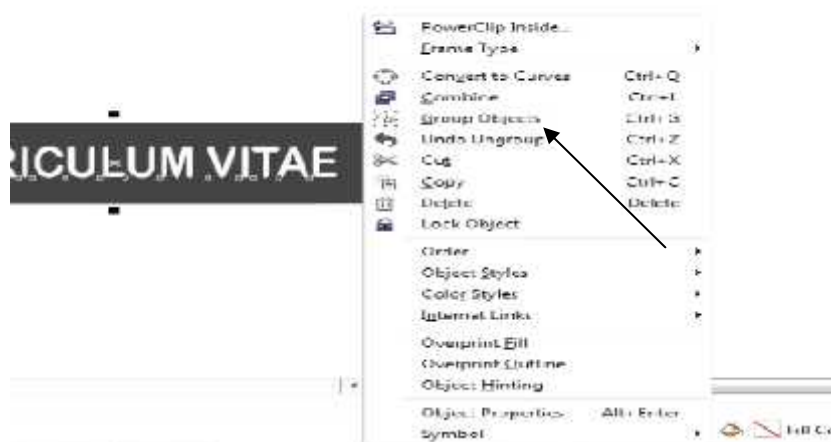 PowerClip Inside...
Frame Type
Convert to Curves Ctrl+Q
Combine Ctrl+L
Group Objects Ctrl+G
Undo Ungroup Ctrl+Z
Cut Ctrl+X
Copy Ctrl+C
Delete Delete
Lock Object
RICULUM VITAE
Order
Object Styles
Color Styles
Internal Links
Overprint Fill
Overprint Outline
Object Hinting
Object Properties Alt+Enter
Symbol
Fill